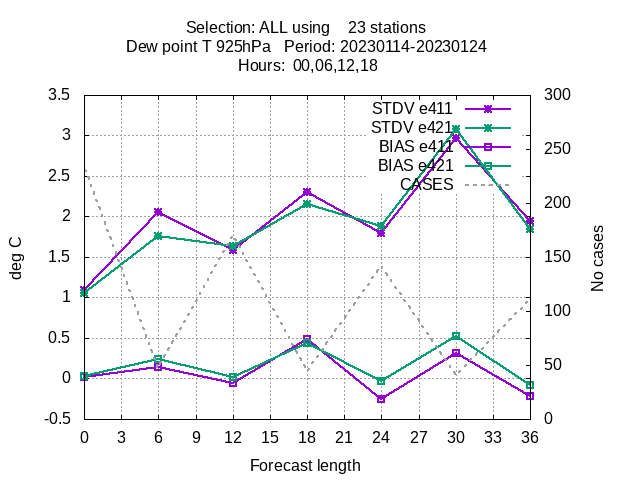 Selection: ALL using    23 stations
Dew point T 925hPa   Period: 20230114-20230124
Hours:  00,06,12,18
3.5
3
2.5
2
1.5
1
0.5
0
-0.5
deg C
300
250
200
150
100
50
0
No cases
STDV e411
STDV e421
BIAS e411
BIAS e421
CASES
0 3 6 9 12 15 18 21 24 27 30 33 36
Forecast length